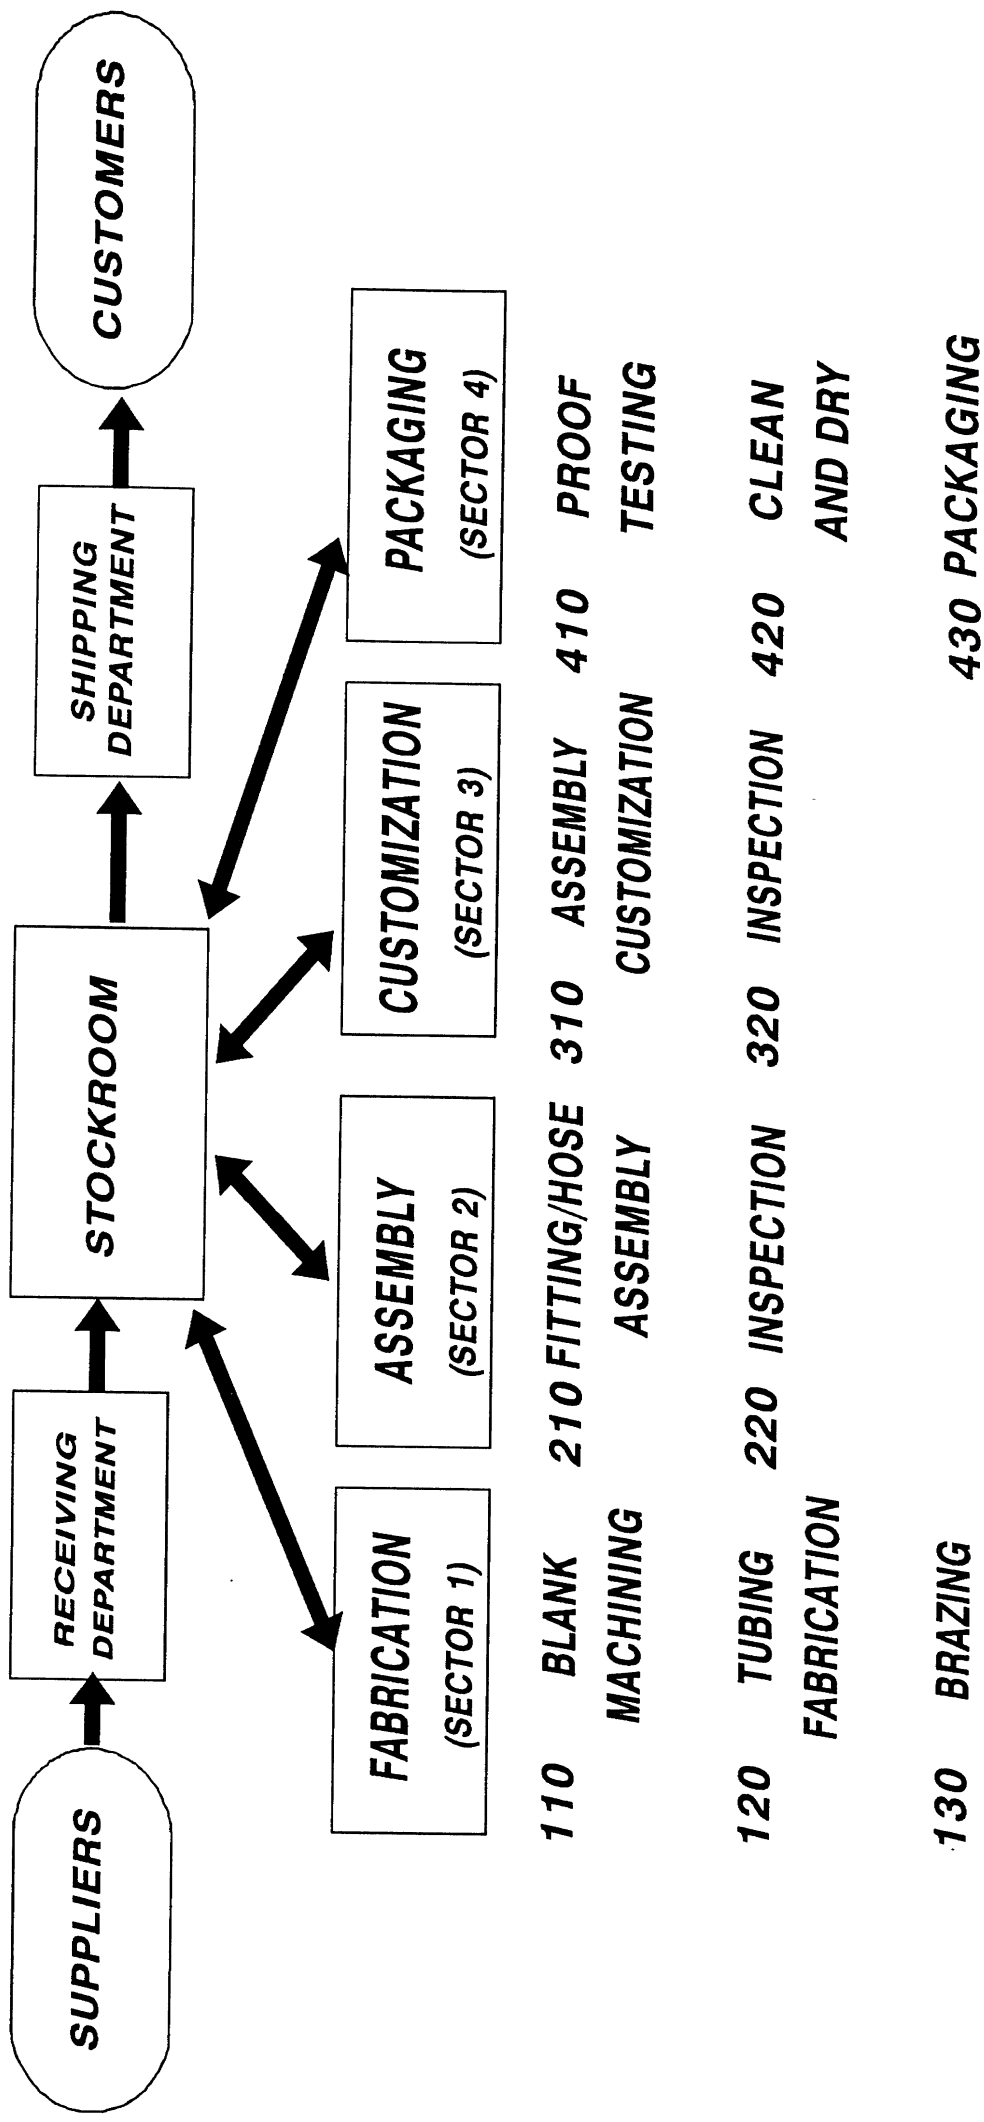 SUPPLIERS
RECEIVING
DEPARTMENT
STOCKROOM
SHIPPING
DEPARTMENT
CUSTOMERS
FABRICATION
(SECTOR 1)
ASSEMBLY
(SECTOR 2)
CUSTOMIZATION
(SECTOR 3)
PACKAGING
(SECTOR 4)
110 BLANK
MACHINING
120 TUBING
FABRICATION
130 BRAZING
210 FITTING/HOSE
ASSEMBLY
220 INSPECTION
310 ASSEMBLY
CUSTOMIZATION
320 INSPECTION
410 PROOF
TESTING
420 CLEAN
AND DRY
430 PACKAGING